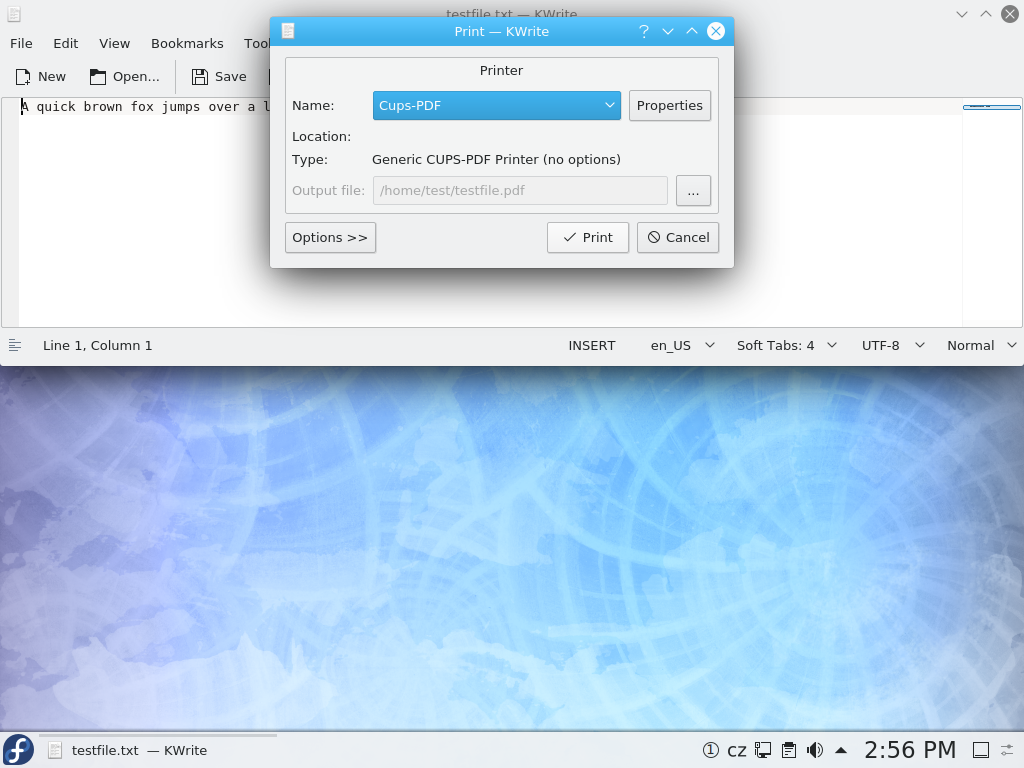 testfile.txt — KWrite
File Edit View Bookmarks
New Open... Save
A quick brown fox jumps over a
Print — KWrite
Printer
Name: Cups-PDF Properties
Location:
Type: Generic CUPS-PDF Printer (no options)
Output file: /home/test/testfile.pdf ...
Options >> Print Cancel
Line 1, Column 1 INSERT en_US Soft Tabs: 4 UTF-8 Normal
testfile.txt — KWrite 1 cz 2:56 PM